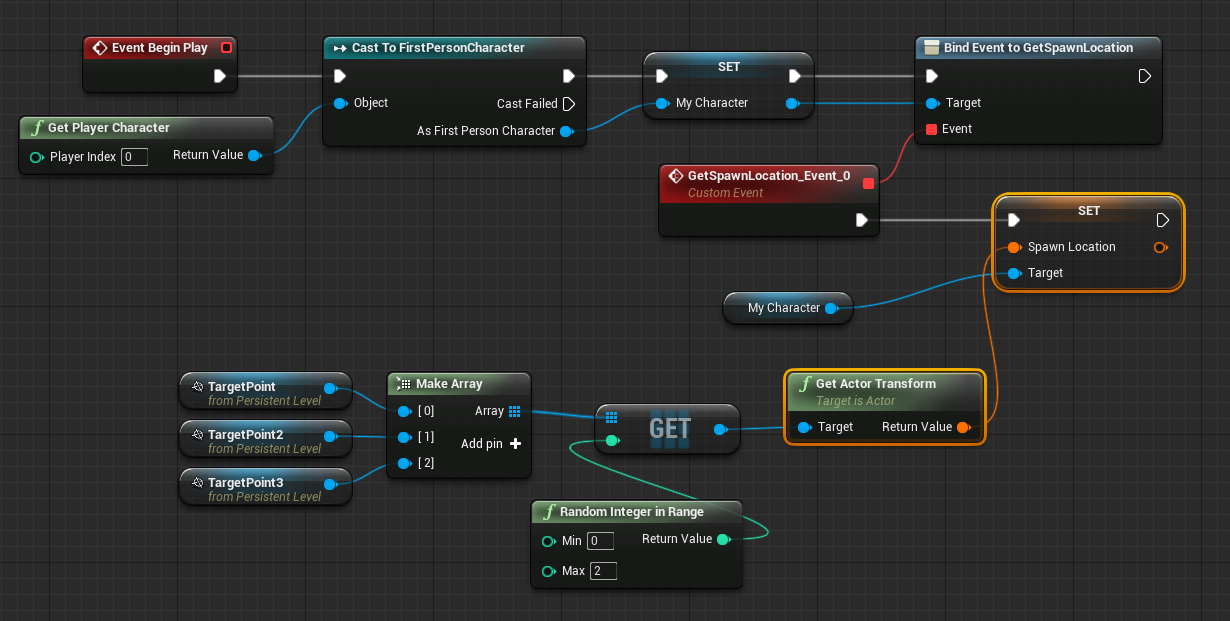 Event Begin Play
Cast To FirstPersonCharacter
Object
Cast Failed
As First Person Character
SET
My Character
Bind Event to GetSpawnLocation
Target
Event
f Get Player Character
Player Index 0 Return Value
GetSpawnLocation_Event_0
Custom Event
SET
Spawn Location
Target
My Character
TargetPoint
from Persistent Level
TargetPoint2
from Persistent Level
TargetPoint3
from Persistent Level
Make Array
[ 0] Array
[ 1] Add pin +
[ 2]
GET
f Get Actor Transform
Target is Actor
Target Return Value
f Random Integer in Range
Min 0 Return Value
Max 2